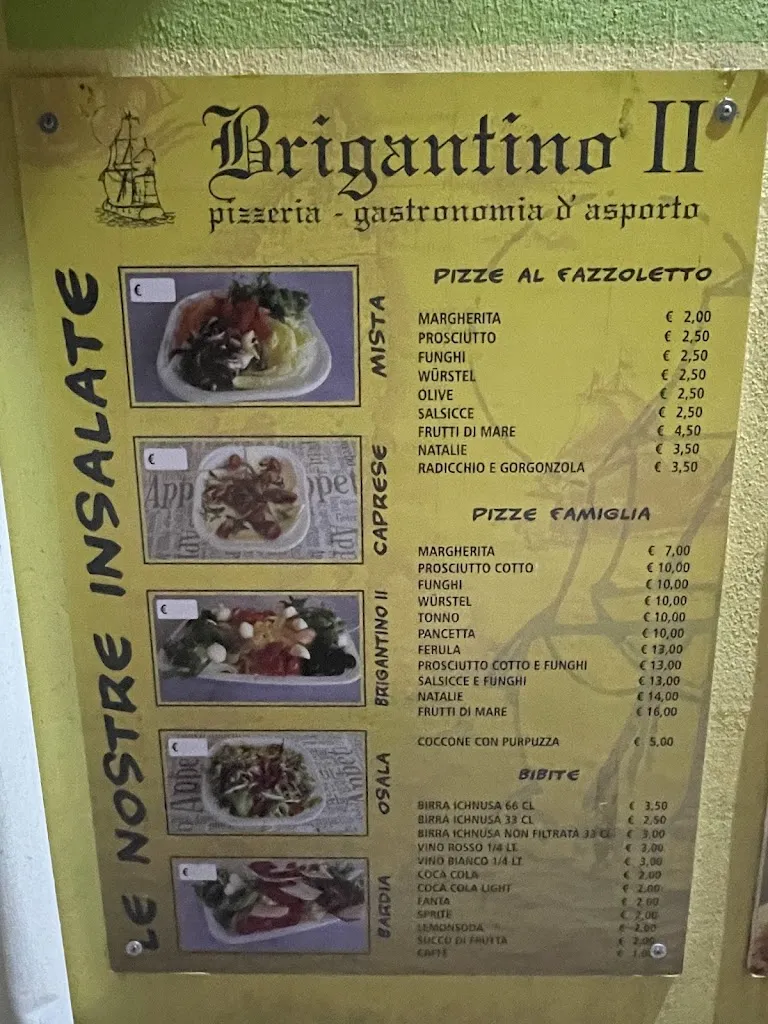 Brigantino II
pizzeria - gastronomia d'asporto
LE NOSTRE INSALATE
€
MISTA
€
CAPRESE
€
BRIGANTINO II
€
OSALA
€
BARDIA
PIZZE AL FAZZOLETTO
MARGHERITA € 2,00
PROSCIUTTO € 2,50
FUNGHI € 2,50
WÜRSTEL € 2,50
OLIVE € 2,50
SALSICCE € 2,50
FRUTTI DI MARE € 4,50
NATALIE € 3,50
RADICCHIO E GORGONZOLA € 3,50
PIZZE FAMIGLIA
MARGHERITA € 7,00
PROSCIUTTO COTTO € 10,00
FUNGHI € 10,00
WÜRSTEL € 10,00
TONNO € 10,00
PANCETTA € 10,00
FERULA € 13,00
PROSCIUTTO COTTO E FUNGHI € 13,00
SALSICCE E FUNGHI € 13,00
NATALIE € 14,00
FRUTTI DI MARE € 16,00
COCCONE CON PURPUZZA € 5,00
BIBITE
BIRRA ICHNUSA 66 CL € 3,50
BIRRA ICHNUSA 33 CL € 2,50
BIRRA ICHNUSA NON FILTRATA 33 CL € 3,00
VINO ROSSO 1/4 LT. € 3,00
VINO BIANCO 1/4 LT € 3,00
COCA COLA € 2,00
COCA COLA LIGHT € 2,00
FANTA € 2,00
SPRITE € 2,00
LEMONSODA € 2,00
SUCCO DI FRUTTA € 2,00
CAFFÈ €